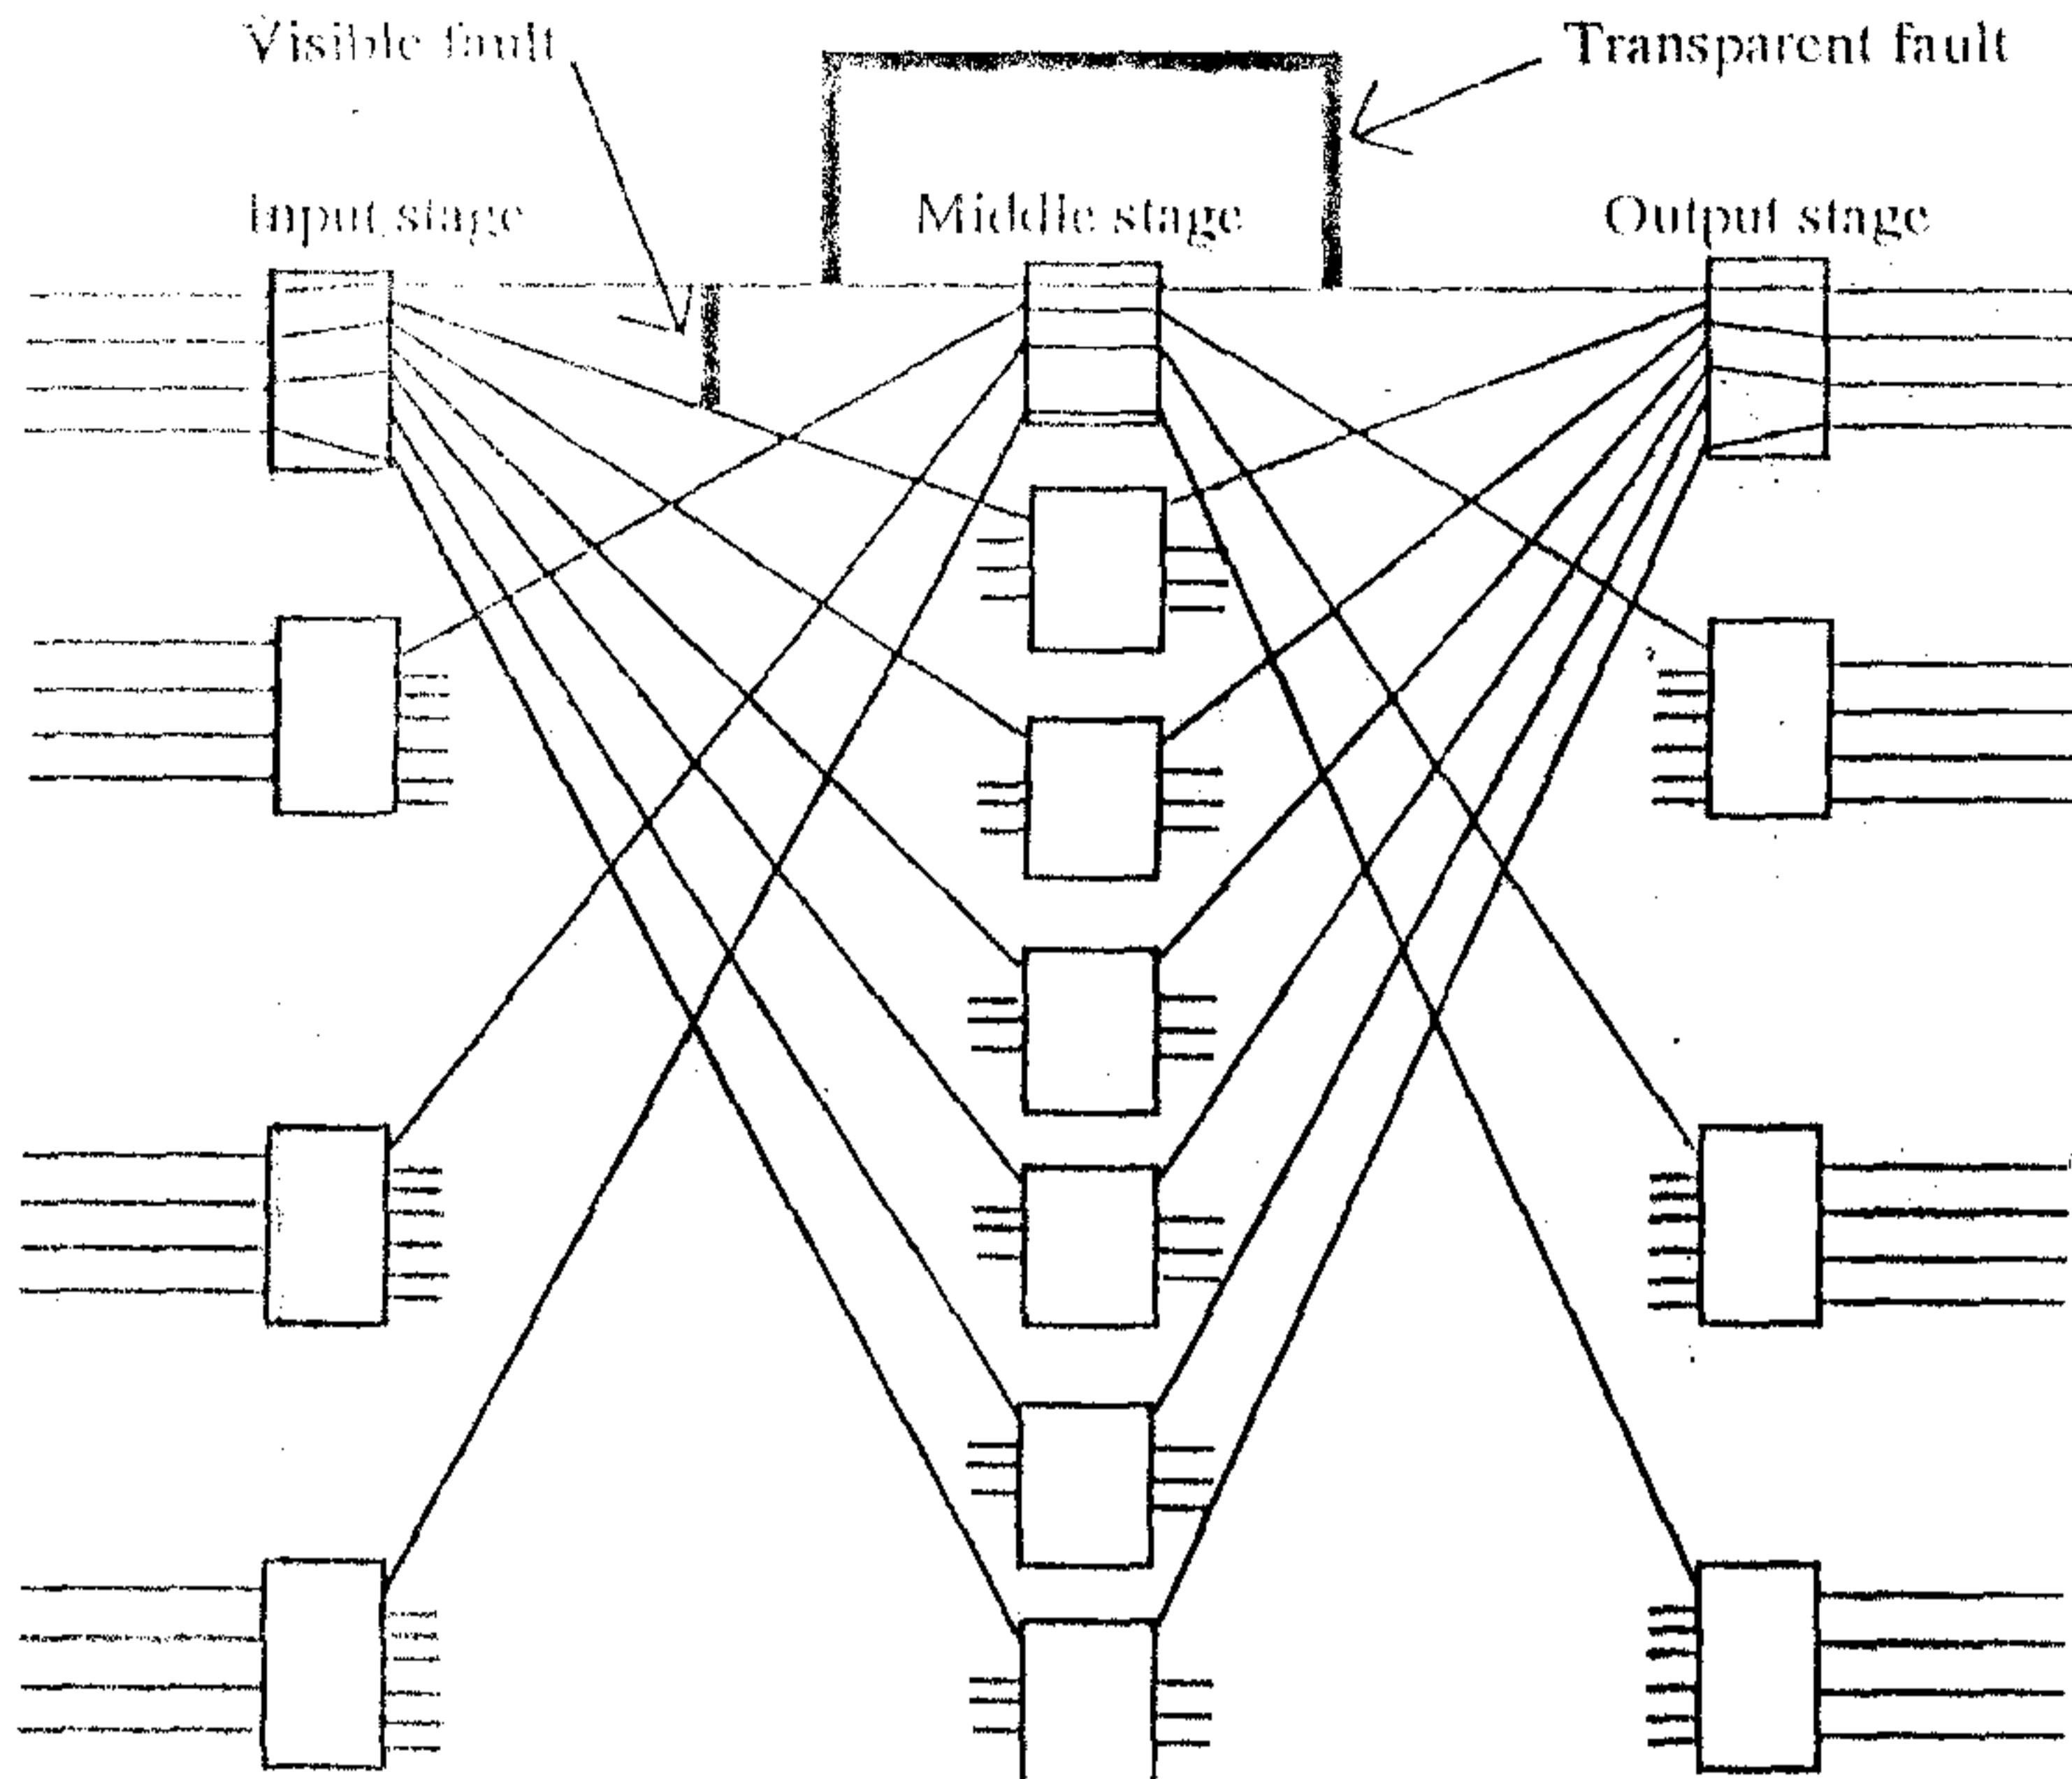 Visible fault
Transparent fault
Input stage
Middle stage
Output stage